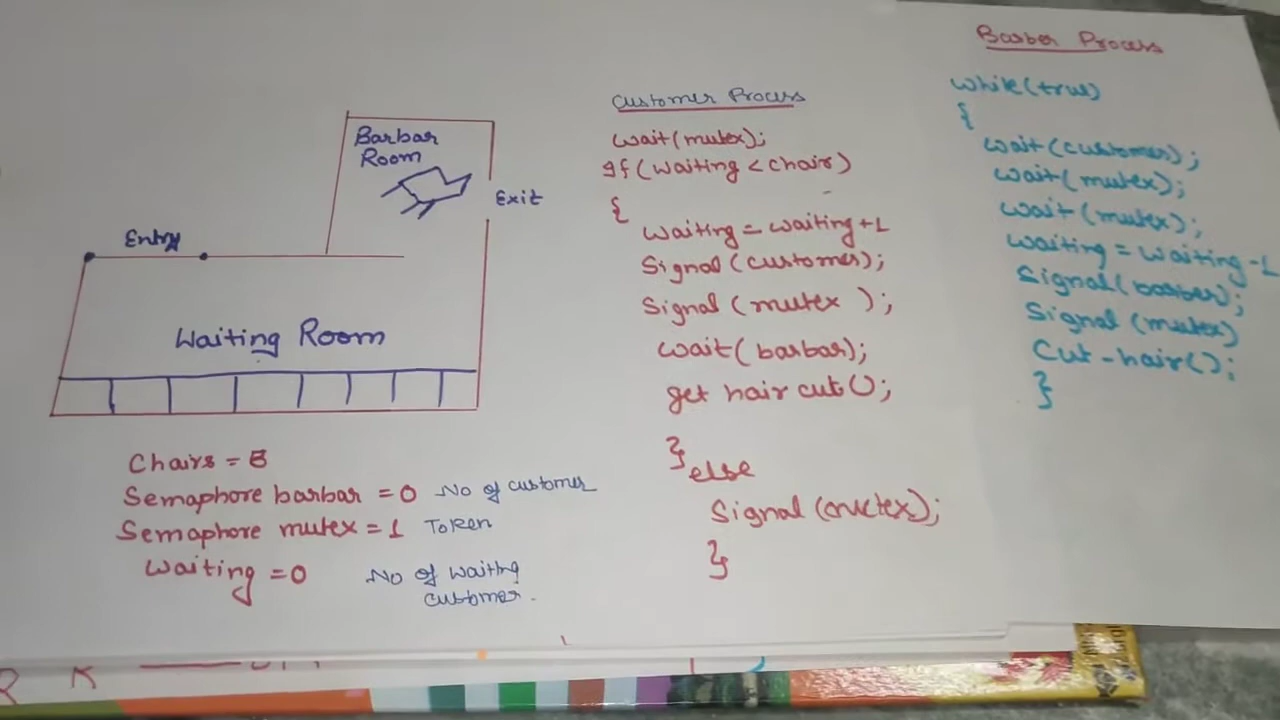 Barbar
Room
Exit
Entry
Waiting Room
Chairs = 8
Semaphore barbar = 0 No of customer
Semaphore mutex = 1 Token
Waiting = 0 No of waiting
customer.
Customer Process
wait(mutex);
If (waiting < chair)
{
waiting = waiting + 1
Signal (customer);
Signal (mutex );
wait( barbar);
get hair cut ();
} else
Signal (mutex);
}
Barber Process
while(true)
{
wait(customer);
wait(mutex);
wait(mutex);
waiting = waiting - 1
Signal(barber);
Signal (mutex)
Cut-hair();
}